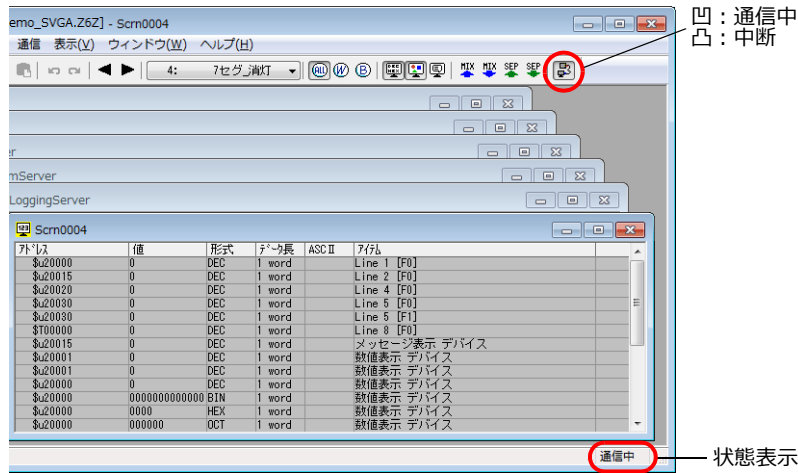 emo_SVGA.Z6Z] - Scrn0004
凹：通信中
凸：中断
通信 表示(V) ウィンドウ(W) ヘルプ(H)
4: 7セグ_消灯 ALL W B MIX MIX SEP SEP
er
mServer
LoggingServer
Scrn0004
ｱﾄﾞﾚｽ 値 形式 ﾃﾞｰﾀ長 ASCⅡ ｱｲﾃﾑ
$u20000 0 DEC 1 word Line 1 [F0]
$u20015 0 DEC 1 word Line 2 [F0]
$u20020 0 DEC 1 word Line 4 [F0]
$u20030 0 DEC 1 word Line 5 [F0]
$u20030 0 DEC 1 word Line 5 [F1]
$T00000 0 DEC 1 word Line 8 [F0]
$u20015 0 DEC 1 word メッセージ表示 デバイス
$u20001 0 DEC 1 word 数値表示 デバイス
$u20001 0 DEC 1 word 数値表示 デバイス
$u20000 0 DEC 1 word 数値表示 デバイス
$u20000 0000000000000 BIN 1 word 数値表示 デバイス
$u20000 0000 HEX 1 word 数値表示 デバイス
$u20000 000000 OCT 1 word 数値表示 デバイス
通信中
状態表示